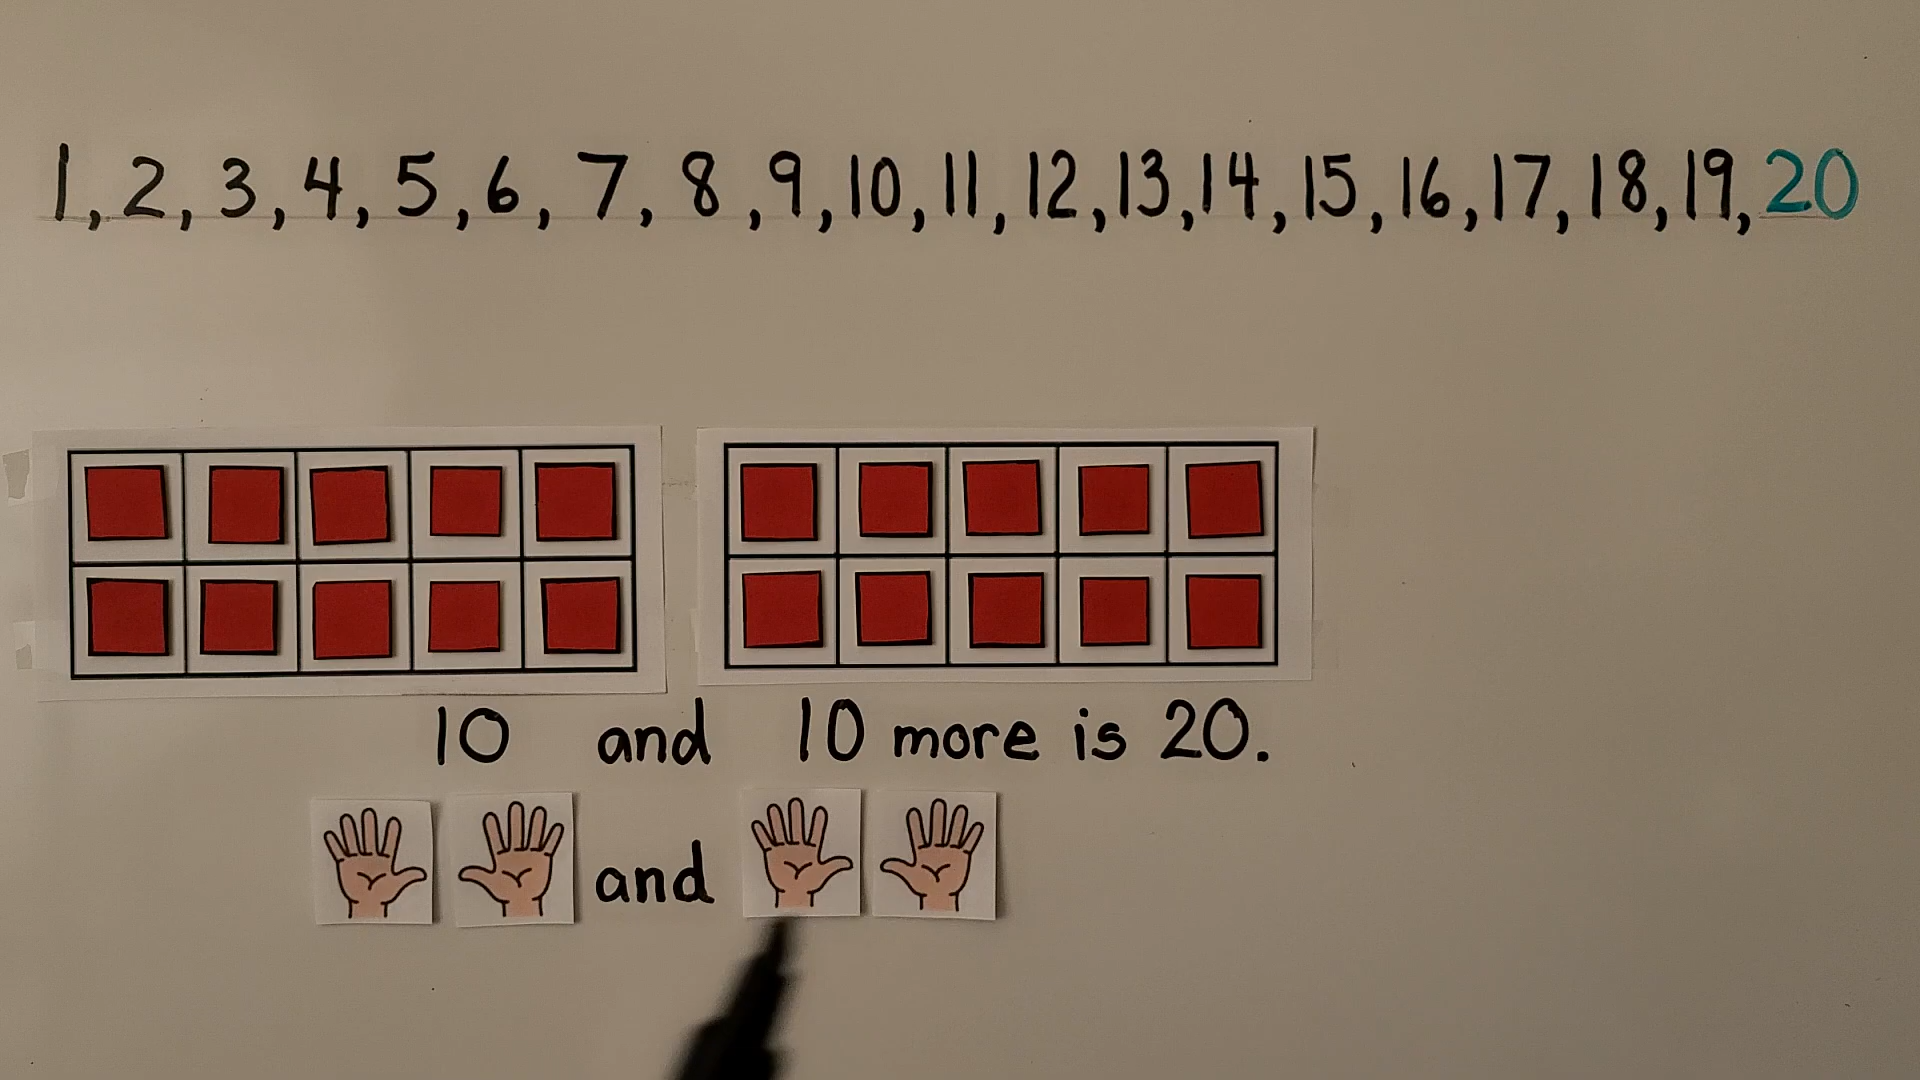 1, 2, 3, 4, 5, 6, 7, 8, 9, 10, 11, 12, 13, 14, 15, 16, 17, 18, 19, 20
10 and 10 more is 20.
and